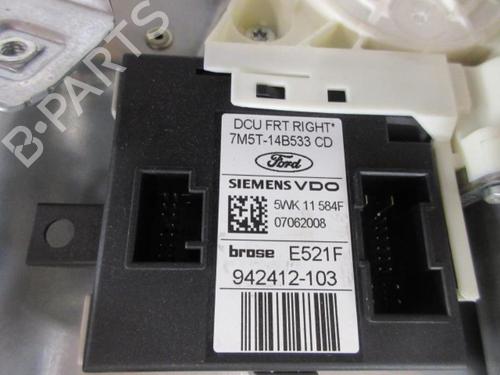 B-PARTS
DCU FRT RIGHT*
7M5T-14B533 CD
Ford
SIEMENS VDO
5WK 11 584F
07062008
brose E521F
942412-103